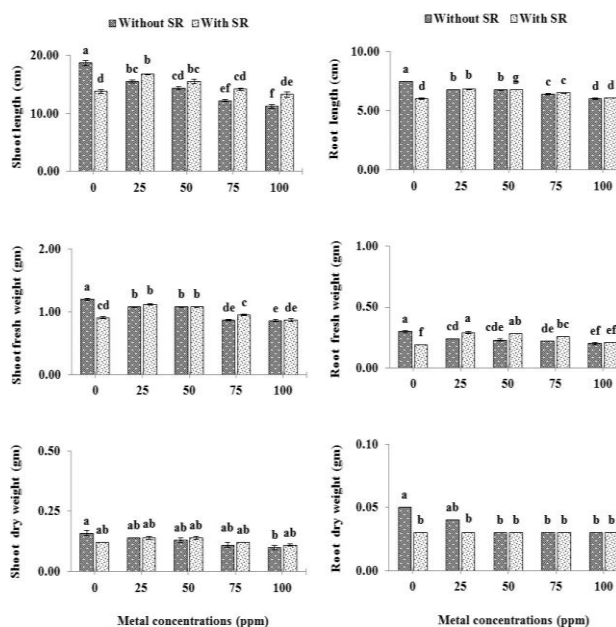 Without SR With SR
Shoot length (cm)
20.00
10.00
0.00
a d bc b cd bc ef cd f de
0 25 50 75 100
Without SR With SR
Root length (cm)
10.00
5.00
0.00
a d b b b g c c d d
0 25 50 75 100
Shoot fresh weight (gm)
2.00
1.00
0.00
a cd b b b b de c e de
0 25 50 75 100
Root fresh weight (gm)
1.00
0.50
0.00
a f cd a cde ab de bc ef ef
0 25 50 75 100
Shoot dry weight (gm)
0.50
0.25
0.00
a ab ab ab ab ab ab ab b ab
0 25 50 75 100
Metal concentrations (ppm)
Root dry weight (gm)
0.10
0.05
0.00
a b ab b b b b b b b
0 25 50 75 100
Metal concentrations (ppm)